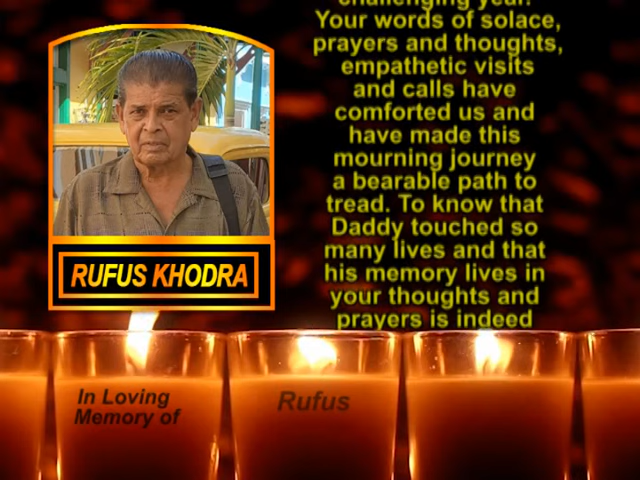 challenging year.
Your words of solace,
prayers and thoughts,
empathetic visits
and calls have
comforted us and
have made this
mourning journey
a bearable path to
tread. To know that
Daddy touched so
many lives and that
his memory lives in
your thoughts and
prayers is indeed
RUFUS KHODRA
In Loving
Memory of
Rufus